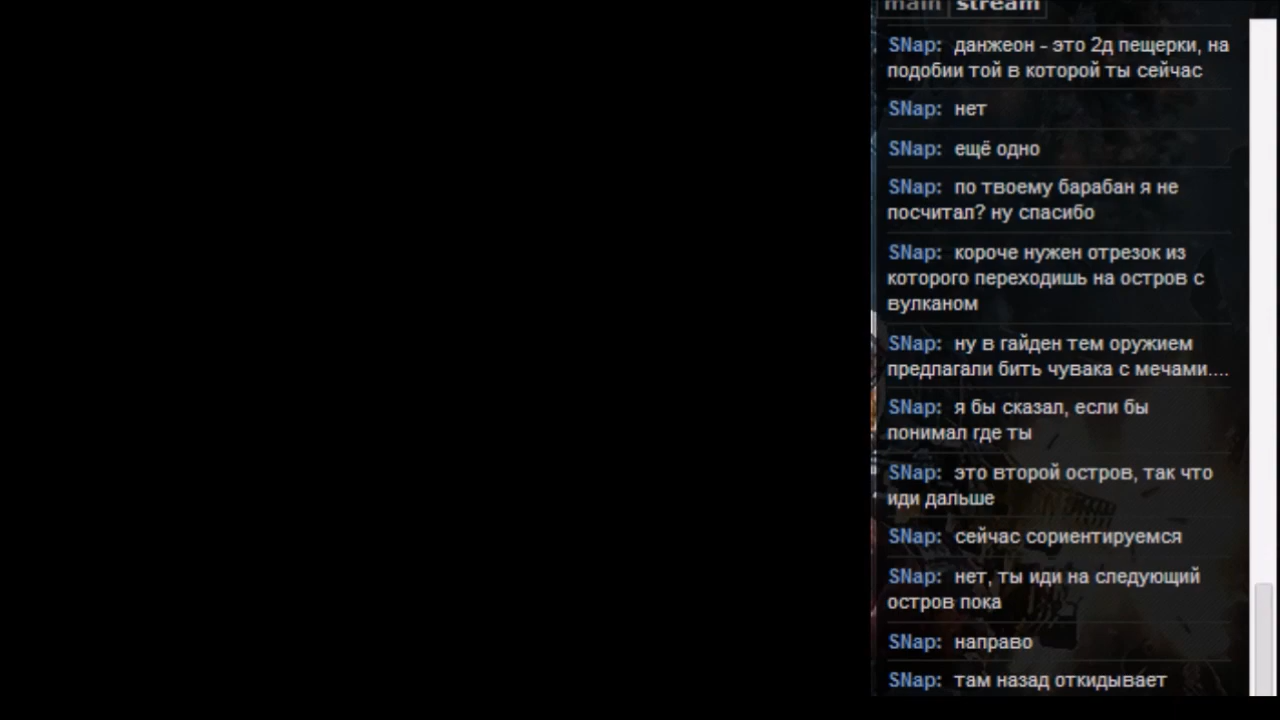 main stream
SNap: данжеон - это 2д пещерки, на
подобии той в которой ты сейчас
SNap: нет
SNap: ещё одно
SNap: по твоему барабан я не
посчитал? ну спасибо
SNap: короче нужен отрезок из
которого переходишь на остров с
вулканом
SNap: ну в гайден тем оружием
предлагали бить чувака с мечами....
SNap: я бы сказал, если бы
понимал где ты
SNap: это второй остров, так что
иди дальше
SNap: сейчас сориентируемся
SNap: нет, ты иди на следующий
остров пока
SNap: направо
SNap: там назад откидывает